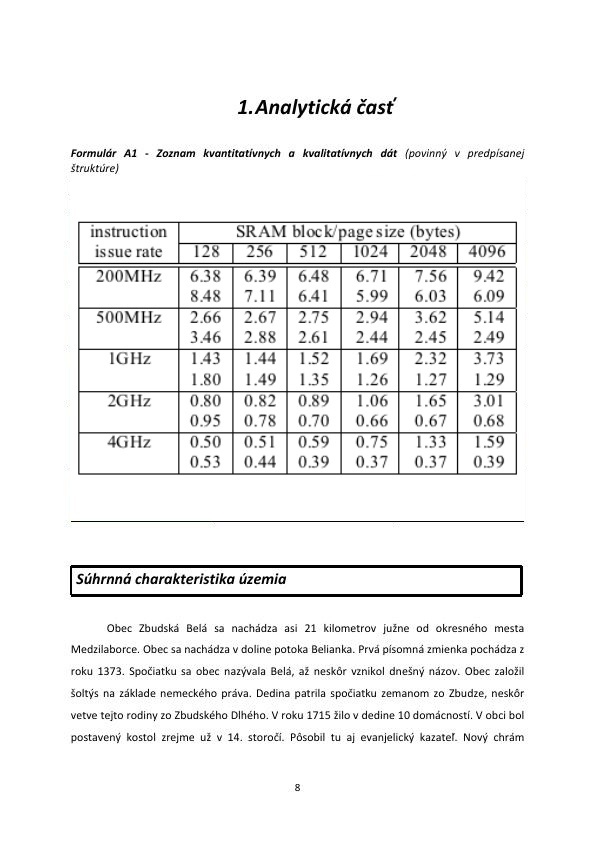 1.Analytická časť
Formulár A1 - Zoznam kvantitatívnych a kvalitatívnych dát (povinný v predpísanej
štruktúre)
instruction SRAM block/page size (bytes)
issue rate 128 256 512 1024 2048 4096
200MHz 6.38 6.39 6.48 6.71 7.56 9.42
8.48 7.11 6.41 5.99 6.03 6.09
500MHz 2.66 2.67 2.75 2.94 3.62 5.14
3.46 2.88 2.61 2.44 2.45 2.49
1GHz 1.43 1.44 1.52 1.69 2.32 3.73
1.80 1.49 1.35 1.26 1.27 1.29
2GHz 0.80 0.82 0.89 1.06 1.65 3.01
0.95 0.78 0.70 0.66 0.67 0.68
4GHz 0.50 0.51 0.59 0.75 1.33 1.59
0.53 0.44 0.39 0.37 0.37 0.39
Súhrnná charakteristika územia
Obec Zbudská Belá sa nachádza asi 21 kilometrov južne od okresného mesta
Medzilaborce. Obec sa nachádza v doline potoka Belianka. Prvá písomná zmienka pochádza z
roku 1373. Spočiatku sa obec nazývala Belá, až neskôr vznikol dnešný názov. Obec založil
šoltýs na základe nemeckého práva. Dedina patrila spočiatku zemanom zo Zbudze, neskôr
vetve tejto rodiny zo Zbudského Dlhého. V roku 1715 žilo v dedine 10 domácností. V obci bol
postavený kostol zrejme už v 14. storočí. Pôsobil tu aj evanjelický kazateľ. Nový chrám
8